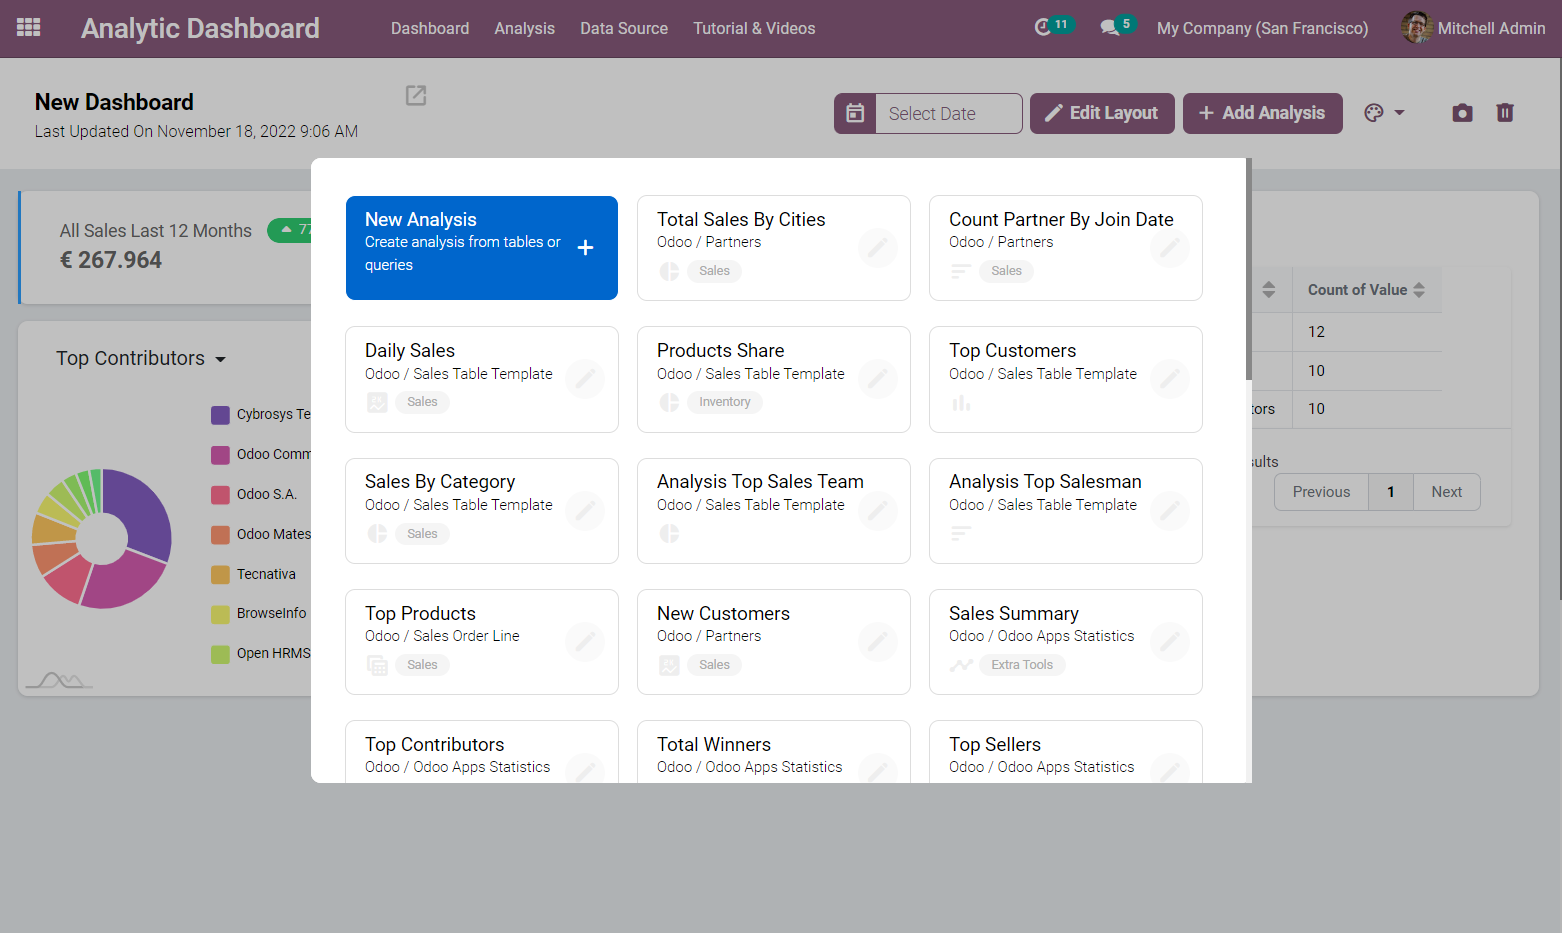 Analytic Dashboard
Dashboard
Analysis
Data Source
Tutorial & Videos
11
5
My Company (San Francisco)
Mitchell Admin
New Dashboard
Last Updated On November 18, 2022 9:06 AM
Select Date
Edit Layout
Add Analysis
All Sales Last 12 Months
€ 267.964
Top Contributors
Cybrosys Te
Odoo Comm
Odoo S.A.
Odoo Mates
Tecnativa
BrowseInfo
Open HRMS
New Analysis
Create analysis from tables or
queries
Total Sales By Cities
Odoo / Partners
Sales
Count Partner By Join Date
Odoo / Partners
Sales
Daily Sales
Odoo / Sales Table Template
Sales
Products Share
Odoo / Sales Table Template
Inventory
Top Customers
Odoo / Sales Table Template
Sales By Category
Odoo / Sales Table Template
Sales
Analysis Top Sales Team
Odoo / Sales Table Template
Analysis Top Salesman
Odoo / Sales Table Template
Top Products
Odoo / Sales Order Line
Sales
New Customers
Odoo / Partners
Sales
Sales Summary
Odoo / Odoo Apps Statistics
Extra Tools
Top Contributors
Odoo / Odoo Apps Statistics
Total Winners
Odoo / Odoo Apps Statistics
Top Sellers
Odoo / Odoo Apps Statistics
Count of Value
12
10
tors
10
sults
Previous
1
Next